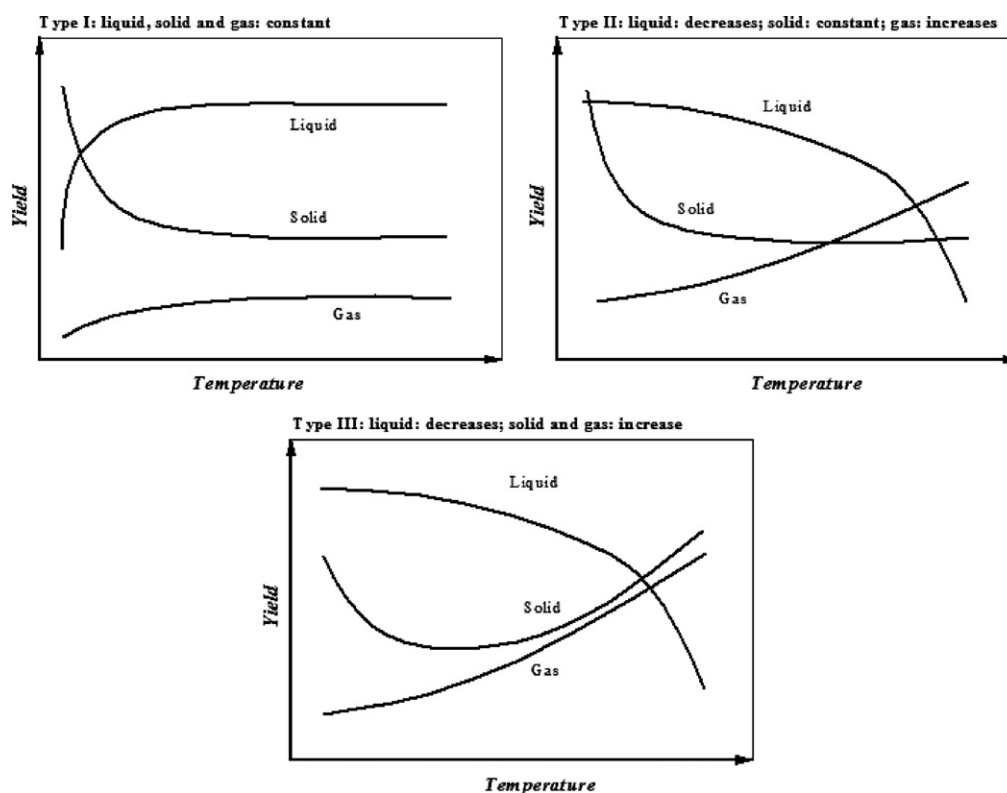 Type I: liquid, solid and gas: constant
Yield
Liquid
Solid
Gas
Temperature
Type II: liquid: decreases; solid: constant; gas: increases
Yield
Liquid
Solid
Gas
Temperature
Type III: liquid: decreases; solid and gas: increase
Yield
Liquid
Solid
Gas
Temperature